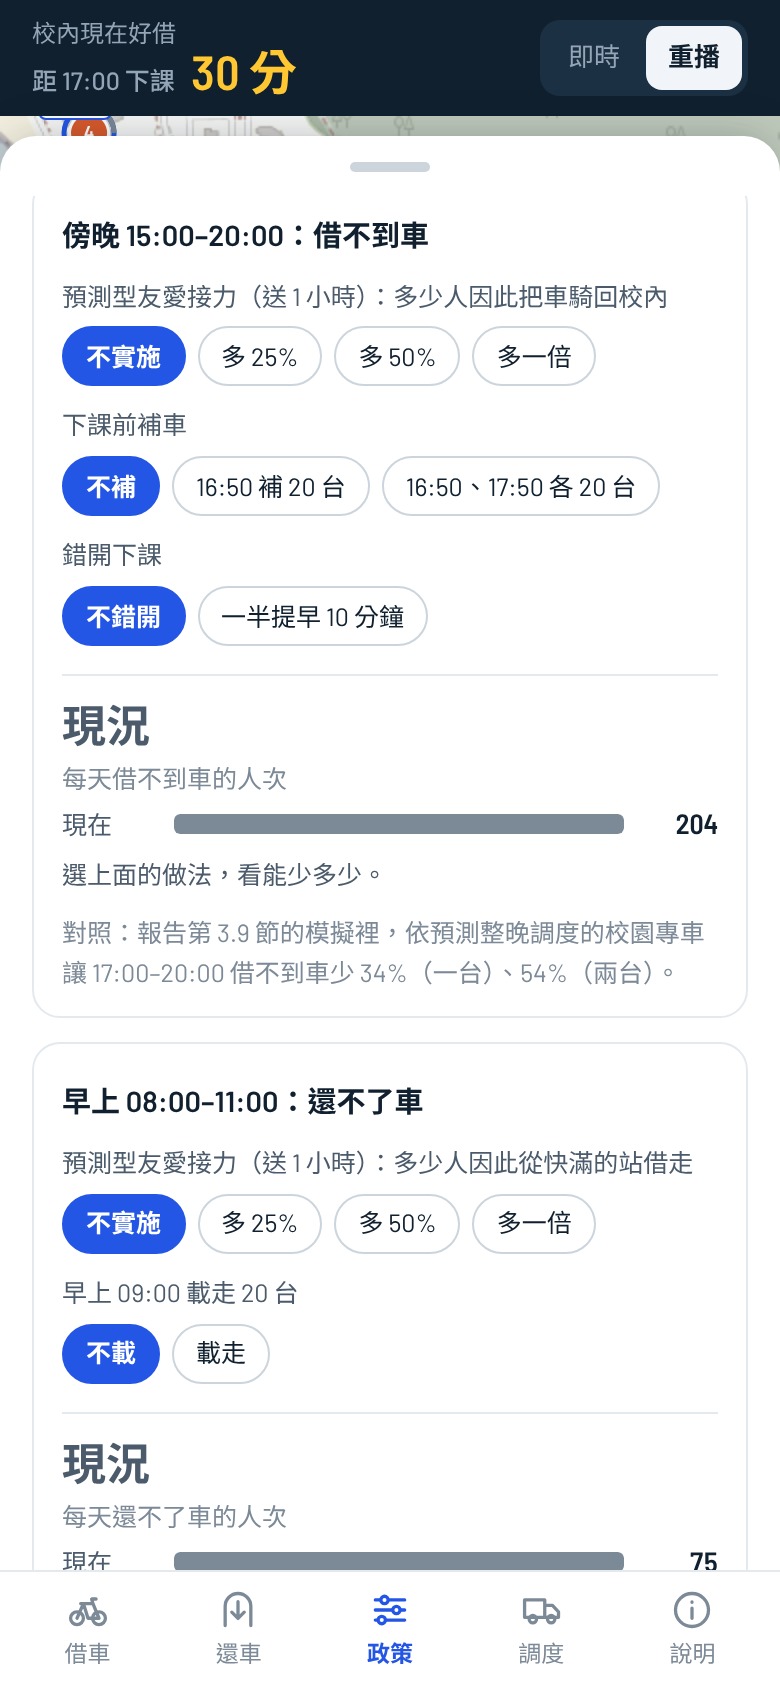 校內現在好借
距 17:00 下課 30 分
即時 重播
4
傍晚 15:00–20:00：借不到車
預測型友愛接力（送 1 小時）：多少人因此把車騎回校內
不實施 多 25% 多 50% 多一倍
下課前補車
不補 16:50 補 20 台 16:50、17:50 各 20 台
錯開下課
不錯開 一半提早 10 分鐘
現況
每天借不到車的人次
現在 204
選上面的做法，看能少多少。
對照：報告第 3.9 節的模擬裡，依預測整晚調度的校園專車
讓 17:00–20:00 借不到車少 34%（一台）、54%（兩台）。
早上 08:00–11:00：還不了車
預測型友愛接力（送 1 小時）：多少人因此從快滿的站借走
不實施 多 25% 多 50% 多一倍
早上 09:00 載走 20 台
不載 載走
現況
每天還不了車的人次
現在 75
借車 還車 政策 調度 說明